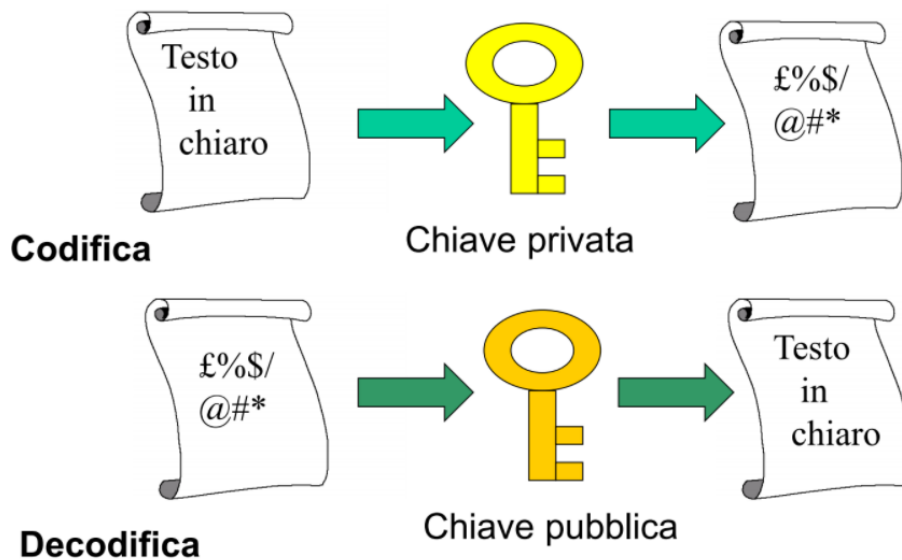 Testo
in
chiaro
£%$/
@#*
Codifica
Chiave privata
£%$/
@#*
Testo
in
chiaro
Decodifica
Chiave pubblica